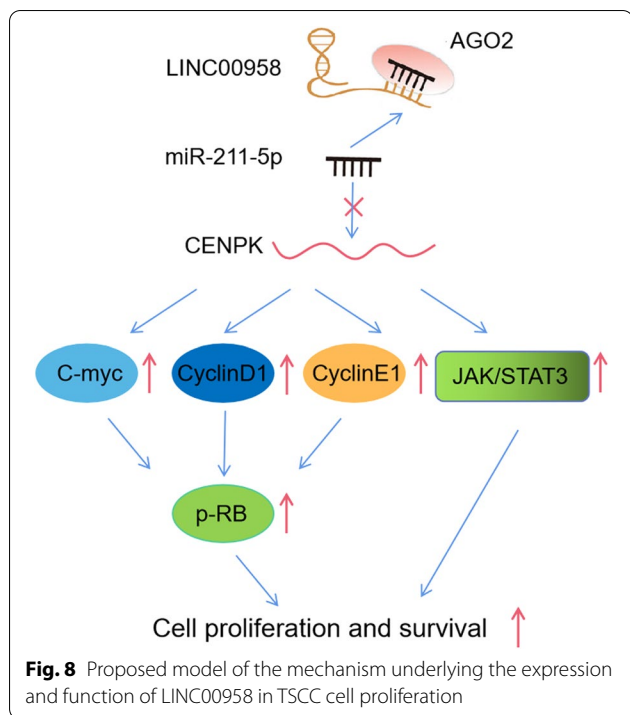 AGO2
LINC00958
miR-211-5p
CENPK
C-myc CyclinD1 CyclinE1 JAK/STAT3
p-RB
Cell proliferation and survival
Fig. 8 Proposed model of the mechanism underlying the expression
and function of LINC00958 in TSCC cell proliferation